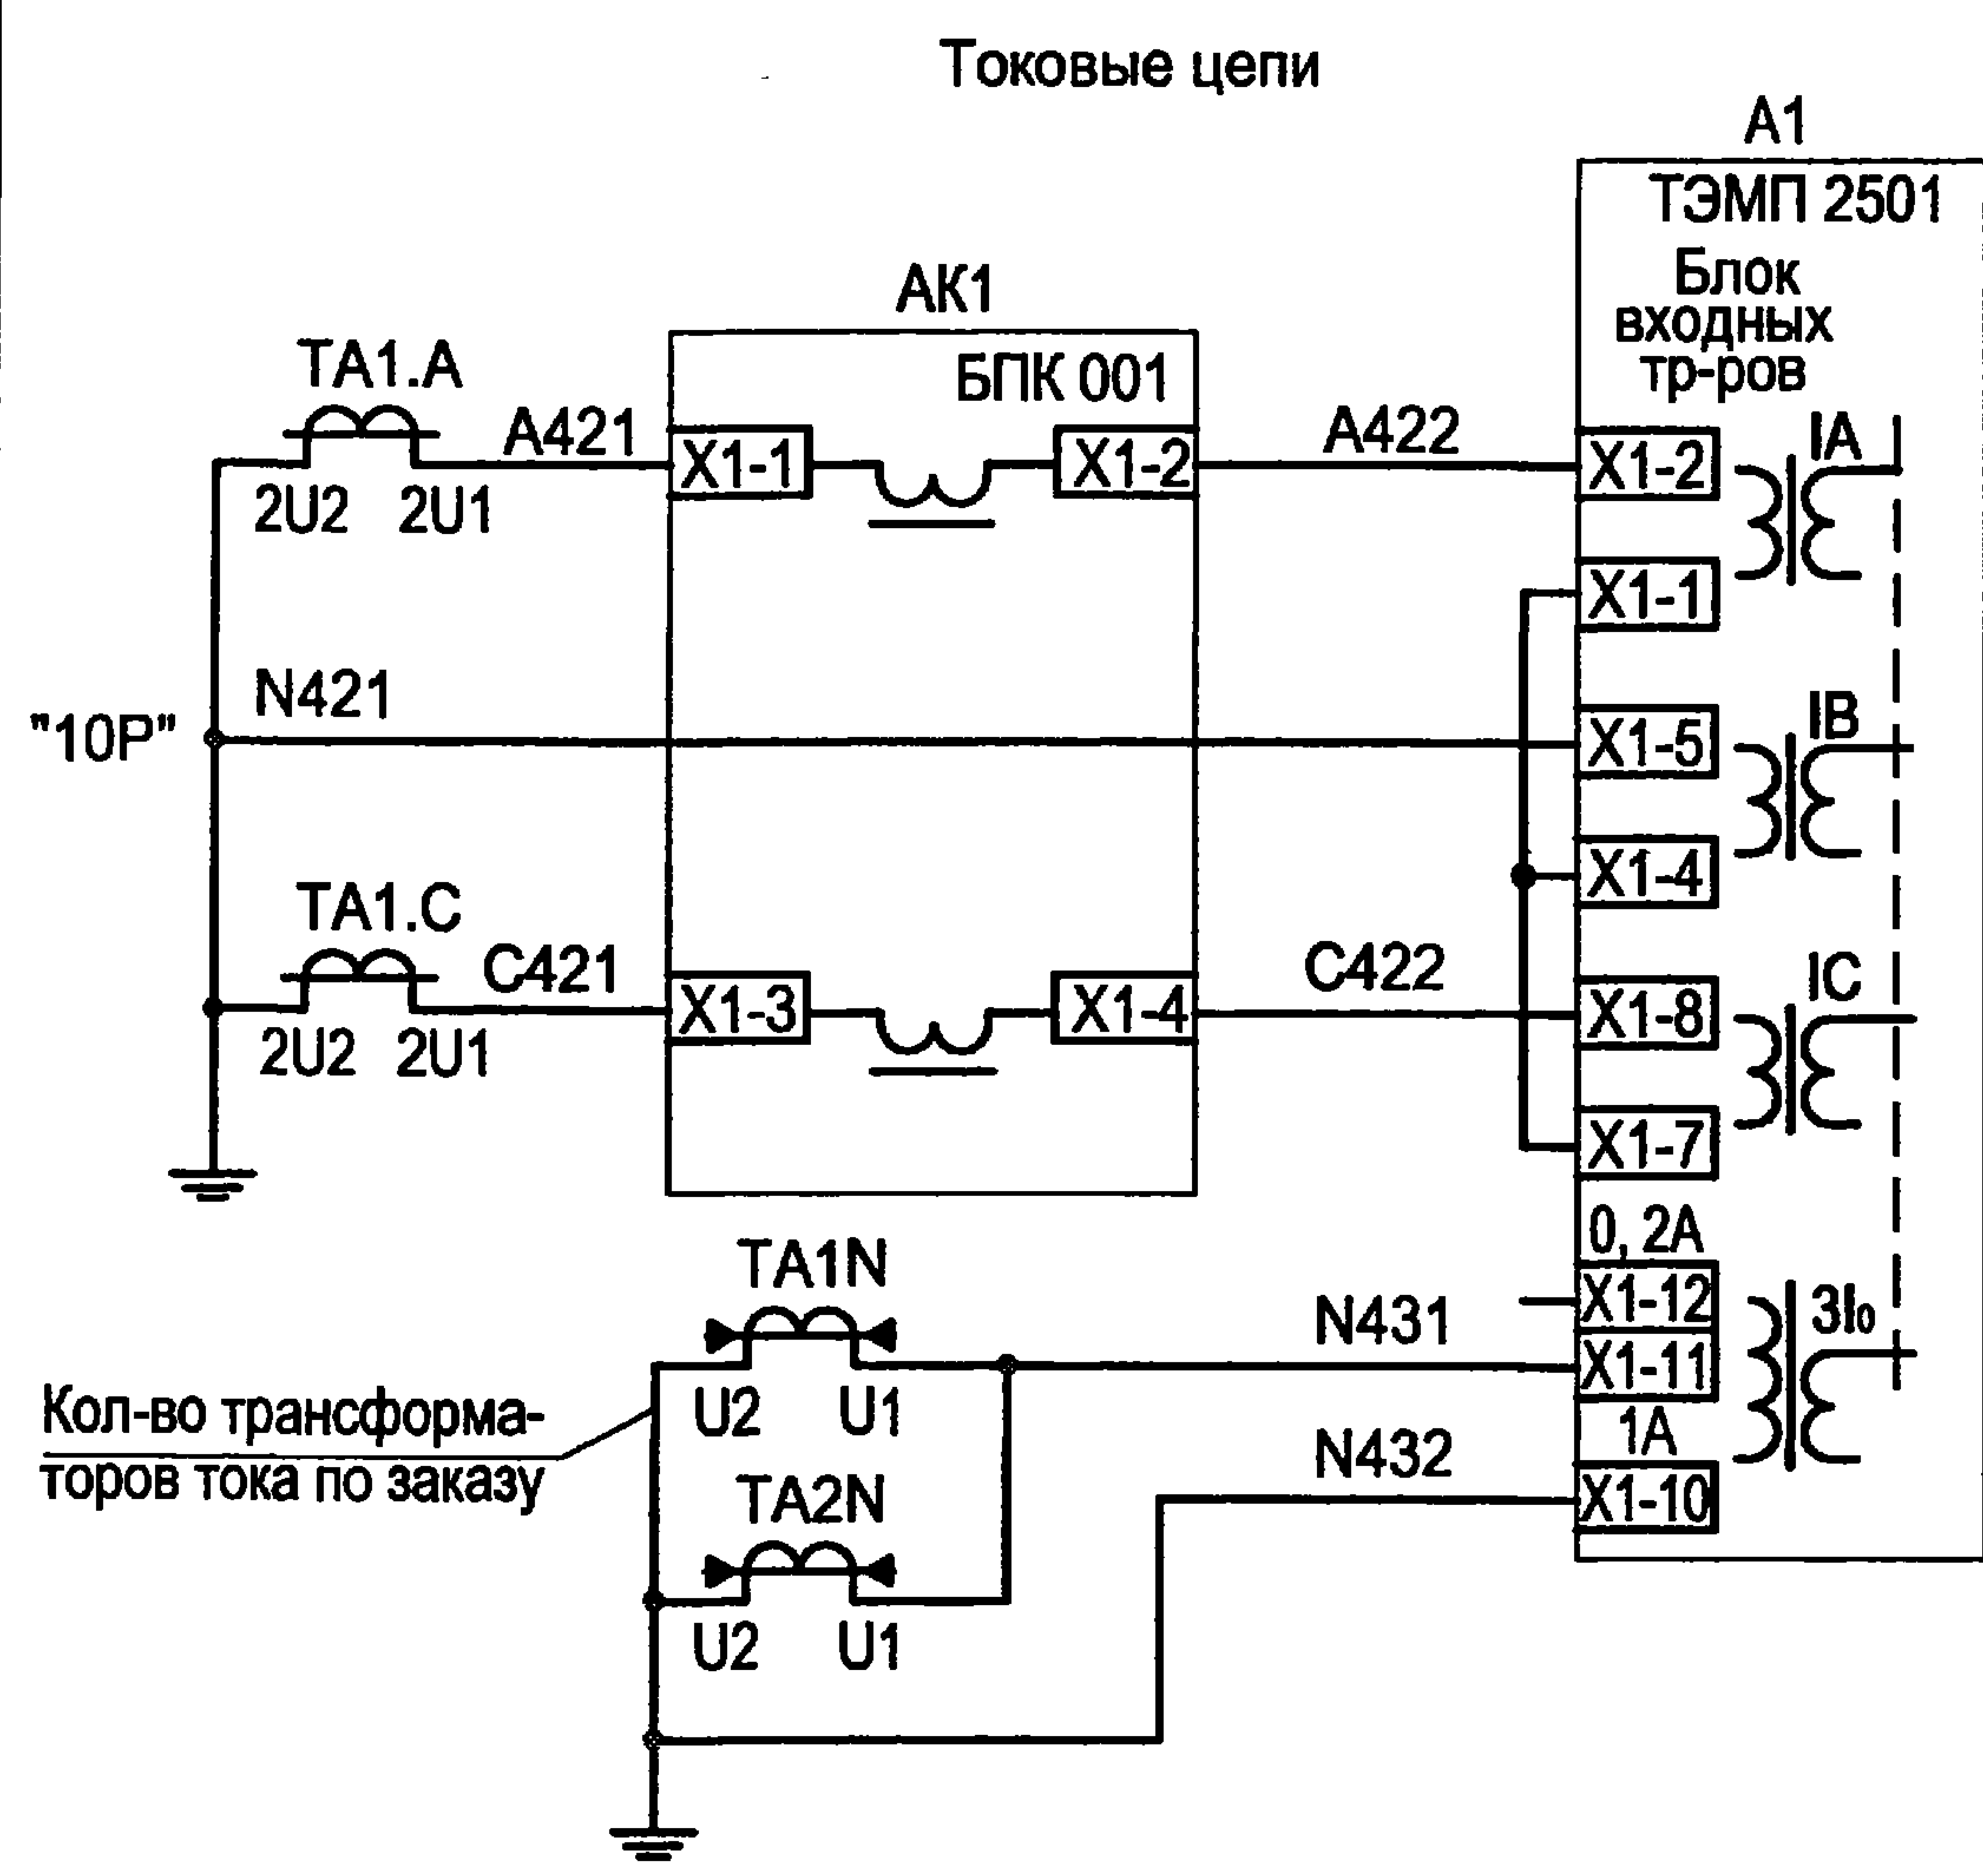 Токовые цепи
А1
ТЭМП 2501
Блок
входных
тр-ров
АК1
БПК 001
ТА1.А
А421
Х1-1
Х1-2
А422
Х1-2
IA
2U2
2U1
Х1-1
N421
"10Р"
Х1-5
IB
Х1-4
ТА1.С
С421
Х1-3
Х1-4
С422
Х1-8
IC
2U2
2U1
Х1-7
0,2А
ТА1N
N431
Х1-12
3I₀
Х1-11
U2
U1
1А
Кол-во трансформа-
торов тока по заказу
N432
Х1-10
ТА2N
U2
U1